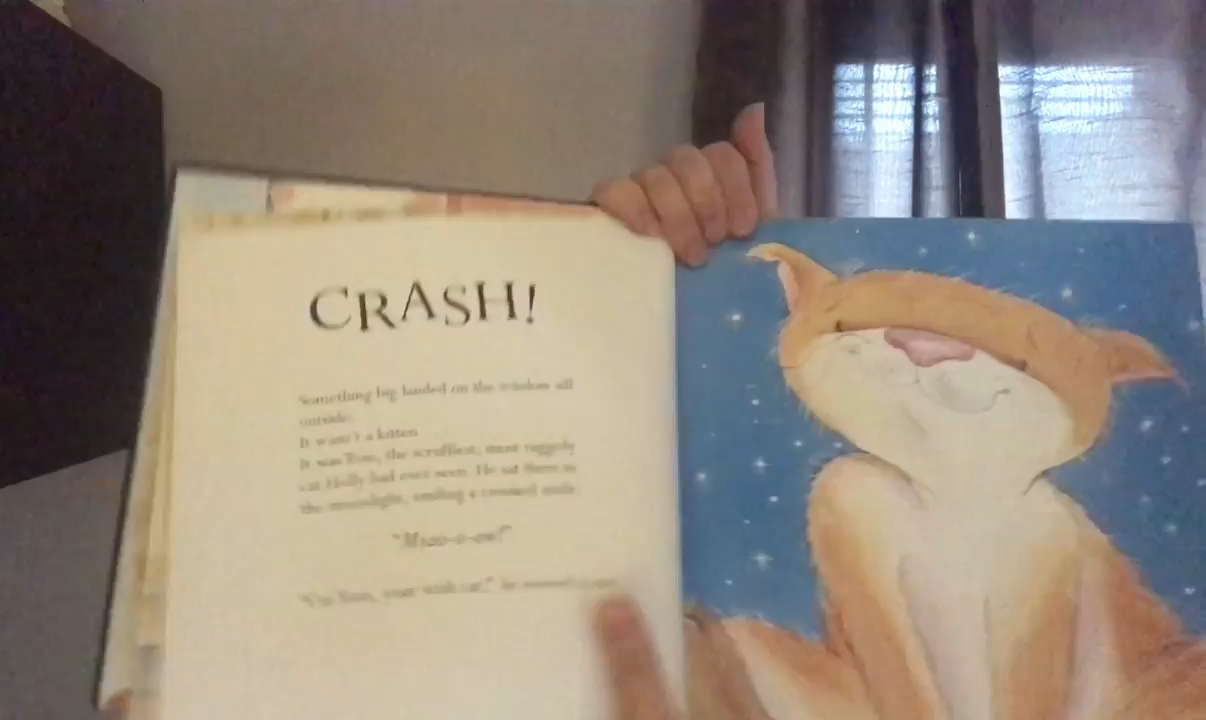 CRASH!
Something big landed on the window sill
outside.
It wasn't a kitten.
It was Tom, the scruffiest, most raggedy
cat Holly had ever seen. He sat there in
the moonlight, smiling a crooked smile.
"Meao-o-ow!"
"I'm Tom, your wish cat," he